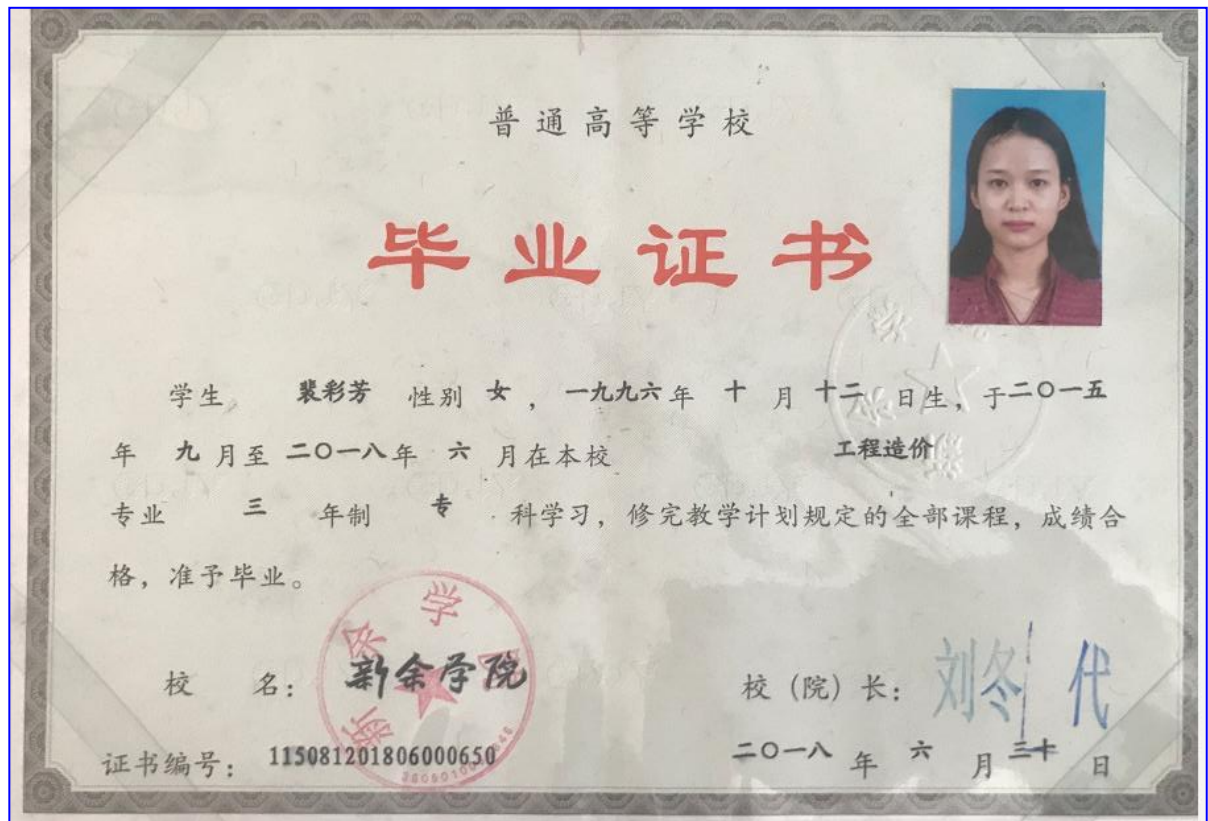 普通高等学校
毕业证书
学生 裴彩芳 性别 女，一九九六年 十 月 十二 日生，于二〇一五
年 九 月至 二〇一八年 六 月在本校 工程造价
专业 三 年制 专 科学习，修完教学计划规定的全部课程，成绩合
格，准予毕业。
校 名：新余学院
校（院）长：刘冬 代
证书编号：115081201806000650
二〇一八 年 六 月 三十 日